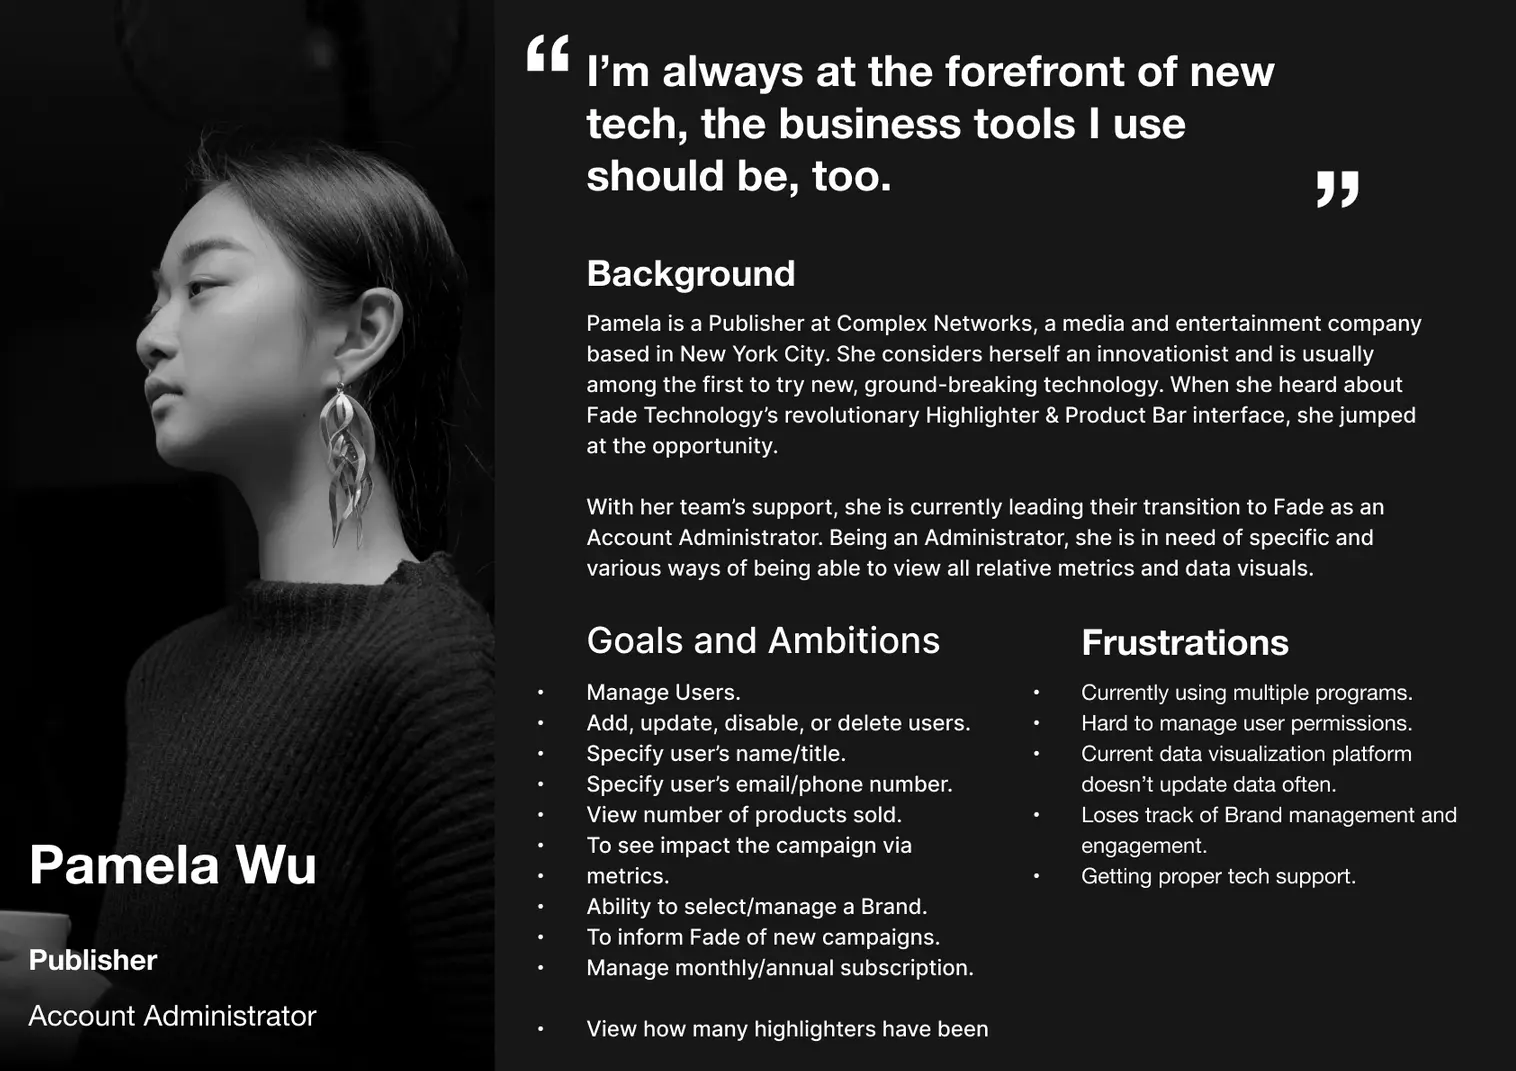 “ I’m always at the forefront of new
tech, the business tools I use
should be, too. ”
Background
Pamela is a Publisher at Complex Networks, a media and entertainment company
based in New York City. She considers herself an innovationist and is usually
among the first to try new, ground-breaking technology. When she heard about
Fade Technology’s revolutionary Highlighter & Product Bar interface, she jumped
at the opportunity.
With her team’s support, she is currently leading their transition to Fade as an
Account Administrator. Being an Administrator, she is in need of specific and
various ways of being able to view all relative metrics and data visuals.
Goals and Ambitions
• Manage Users.
• Add, update, disable, or delete users.
• Specify user’s name/title.
• Specify user’s email/phone number.
• View number of products sold.
• To see impact the campaign via
• metrics.
• Ability to select/manage a Brand.
• To inform Fade of new campaigns.
• Manage monthly/annual subscription.
• View how many highlighters have been
Frustrations
• Currently using multiple programs.
• Hard to manage user permissions.
• Current data visualization platform
doesn’t update data often.
• Loses track of Brand management and
engagement.
• Getting proper tech support.
Pamela Wu
Publisher
Account Administrator